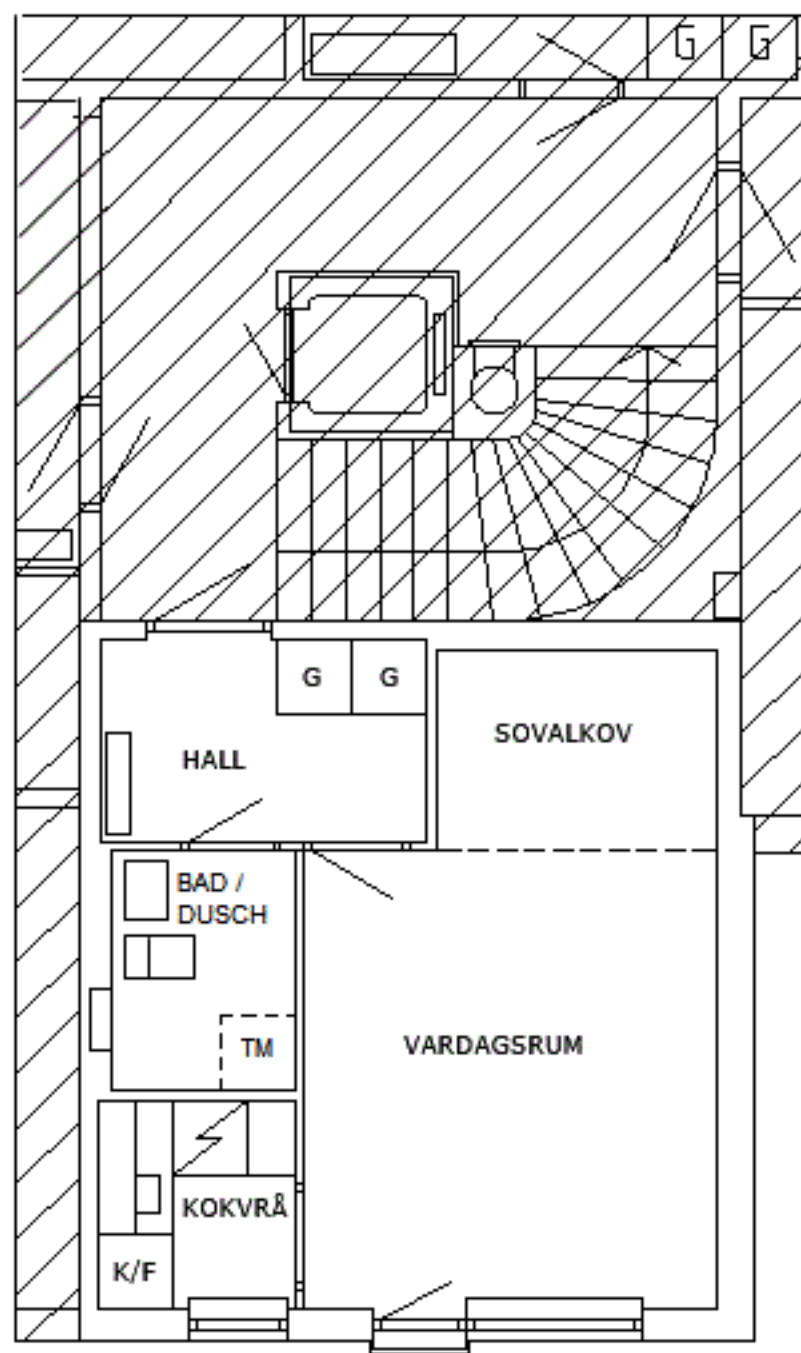 G G
G G
SOVALKOV
HALL
BAD /
DUSCH
TM
VARDAGSRUM
KOKVRÅ
K/F